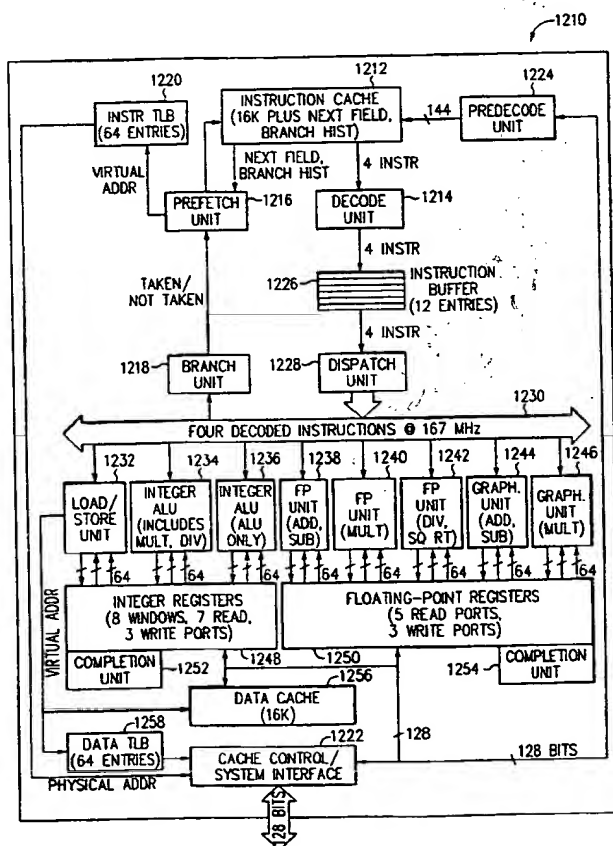 1210
1220
1212
1224
INSTR TLB
(64 ENTRIES)
INSTRUCTION CACHE
(16K PLUS NEXT FIELD,
BRANCH HIST)
144
PREDECODE
UNIT
VIRTUAL
ADDR
NEXT FIELD,
BRANCH HIST
4 INSTR
PREFETCH
UNIT
1216
DECODE
UNIT
1214
4 INSTR
TAKEN/
NOT TAKEN
1226
INSTRUCTION
BUFFER
(12 ENTRIES)
4 INSTR
1218
BRANCH
UNIT
1228
DISPATCH
UNIT
1230
FOUR DECODED INSTRUCTIONS @ 167 MHz
1232
1234
1236
1238
1240
1242
1244
1246
LOAD/
STORE
UNIT
INTEGER
ALU
(INCLUDES
MULT, DIV)
INTEGER
ALU
(ALU
ONLY)
FP
UNIT
(ADD,
SUB)
FP
UNIT
(MULT)
FP
UNIT
(DIV,
SQ RT)
GRAPH.
UNIT
(ADD,
SUB)
GRAPH.
UNIT
(MULT)
64
64
64
64
64
64
64
64
VIRTUAL ADDR
INTEGER REGISTERS
(8 WINDOWS, 7 READ,
3 WRITE PORTS)
FLOATING-POINT REGISTERS
(5 READ PORTS,
3 WRITE PORTS)
COMPLETION
UNIT
1252
1248
1250
1254
COMPLETION
UNIT
1256
DATA CACHE
(16K)
1258
DATA TLB
(64 ENTRIES)
1222
CACHE CONTROL/
SYSTEM INTERFACE
128
128 BITS
PHYSICAL ADDR
128 BITS